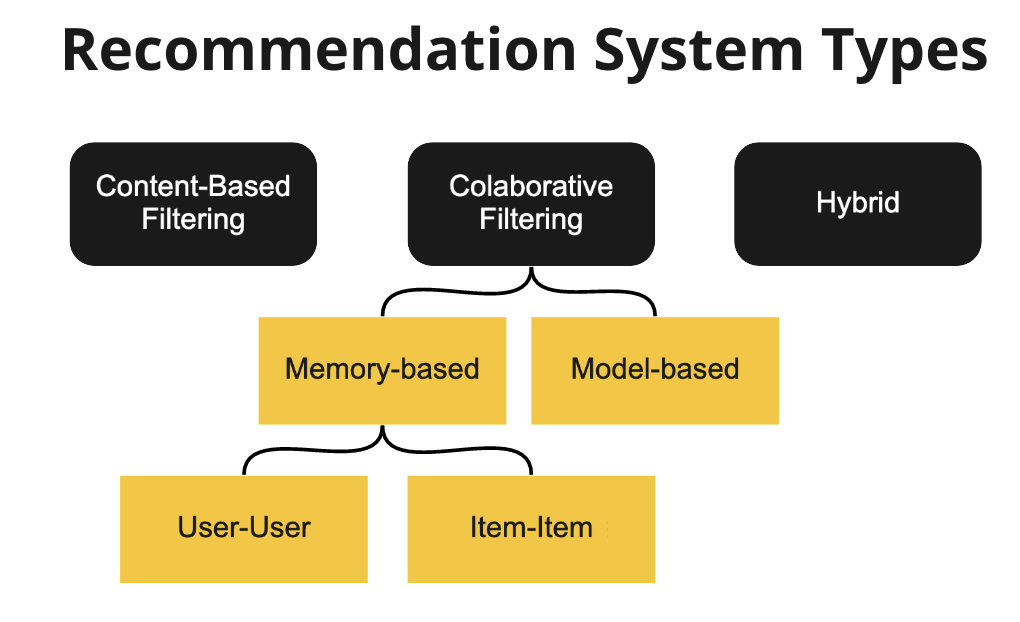 Recommendation System Types
Content-Based
Filtering
Colaborative
Filtering
Hybrid
Memory-based
Model-based
User-User
Item-Item